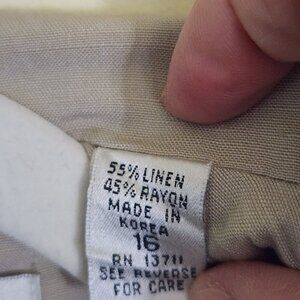 55% LINEN
45% RAYON
MADE IN
KOREA
16
RN 13711
SEE REVERSE
FOR CARE